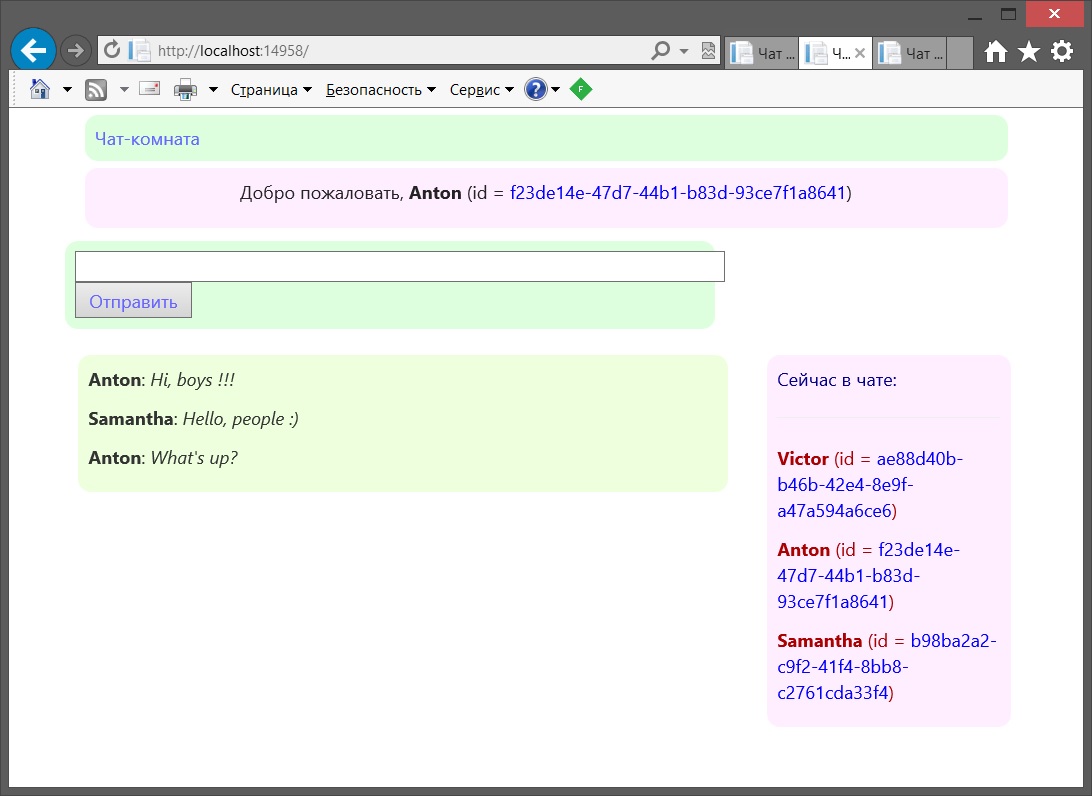 http://localhost:14958/
Чат ...
Ч...
Чат ...
Страница
Безопасность
Сервис
Чат-комната
Добро пожаловать, Anton (id = f23de14e-47d7-44b1-b83d-93ce7f1a8641)
Отправить
Anton: Hi, boys !!!
Samantha: Hello, people :)
Anton: What's up?
Сейчас в чате:
Victor (id = ae88d40b-
b46b-42e4-8e9f-
a47a594a6ce6)
Anton (id = f23de14e-
47d7-44b1-b83d-
93ce7f1a8641)
Samantha (id = b98ba2a2-
c9f2-41f4-8bb8-
c2761cda33f4)